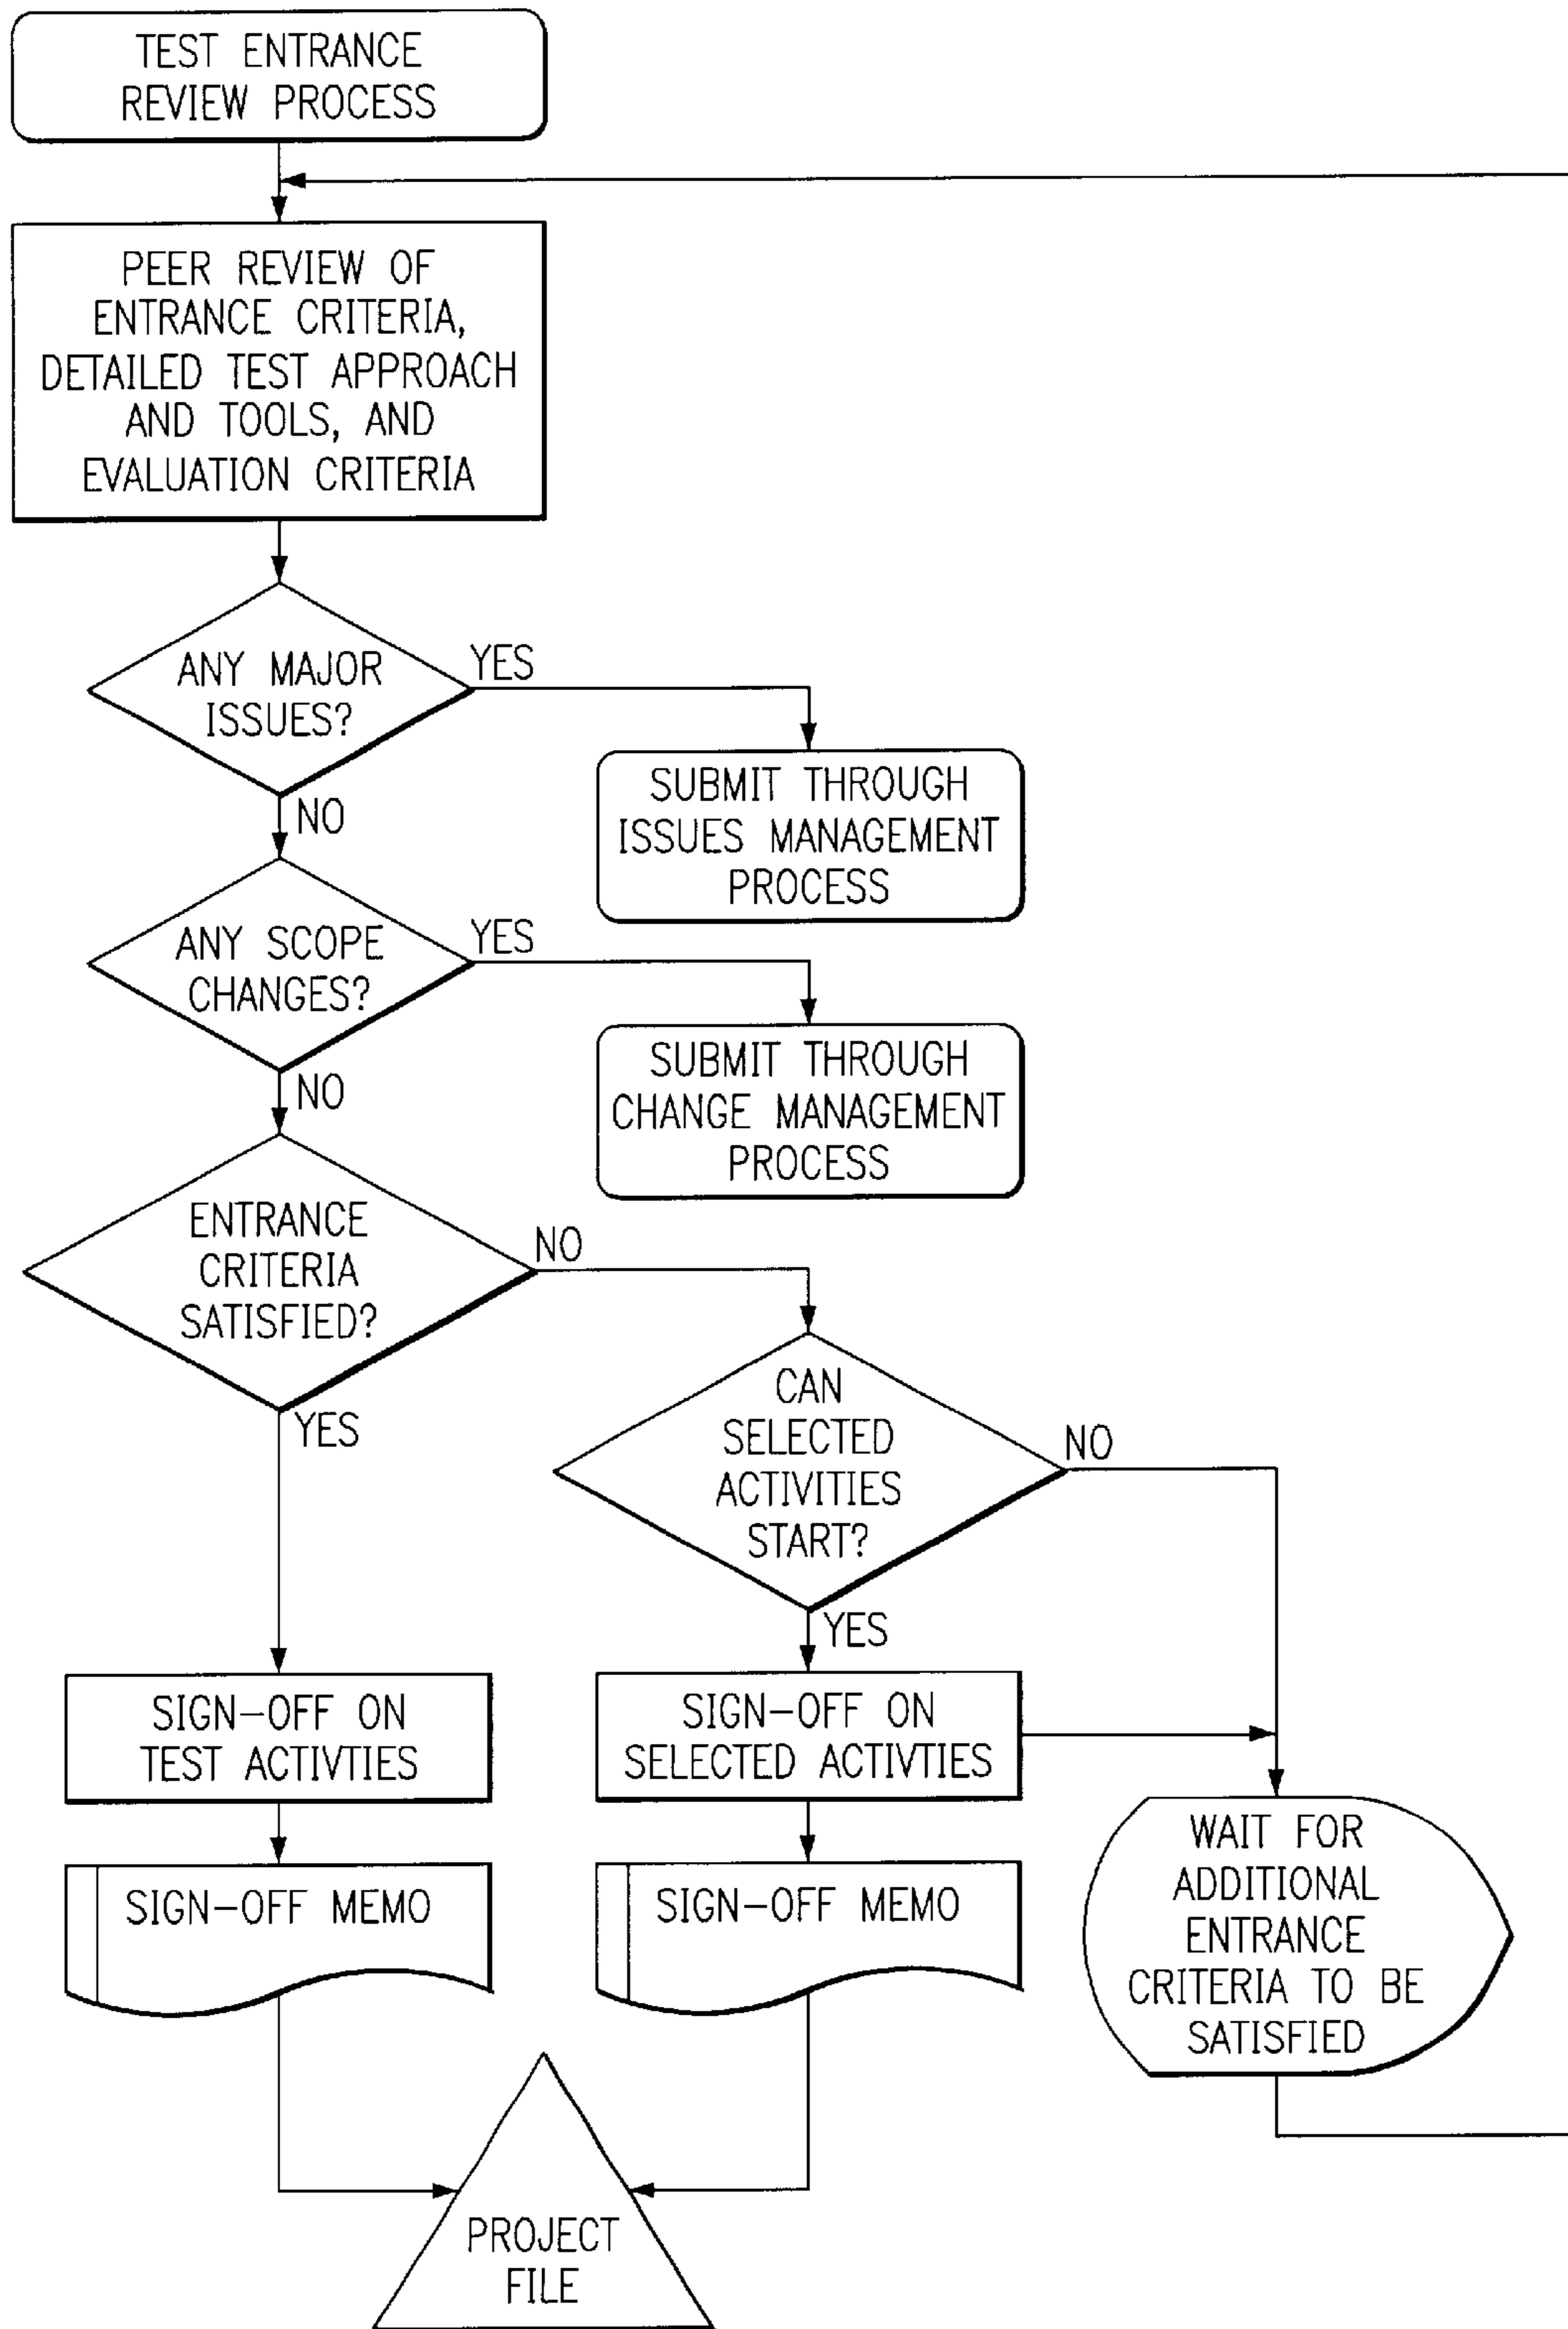 TEST ENTRANCE
REVIEW PROCESS
PEER REVIEW OF
ENTRANCE CRITERIA,
DETAILED TEST APPROACH
AND TOOLS, AND
EVALUATION CRITERIA
ANY MAJOR
ISSUES?
YES
NO
SUBMIT THROUGH
ISSUES MANAGEMENT
PROCESS
ANY SCOPE
CHANGES?
YES
NO
SUBMIT THROUGH
CHANGE MANAGEMENT
PROCESS
ENTRANCE
CRITERIA
SATISFIED?
NO
YES
CAN
SELECTED
ACTIVITIES
START?
NO
YES
SIGN-OFF ON
TEST ACTIVTIES
SIGN-OFF ON
SELECTED ACTIVTIES
SIGN-OFF MEMO
SIGN-OFF MEMO
WAIT FOR
ADDITIONAL
ENTRANCE
CRITERIA TO BE
SATISFIED
PROJECT
FILE